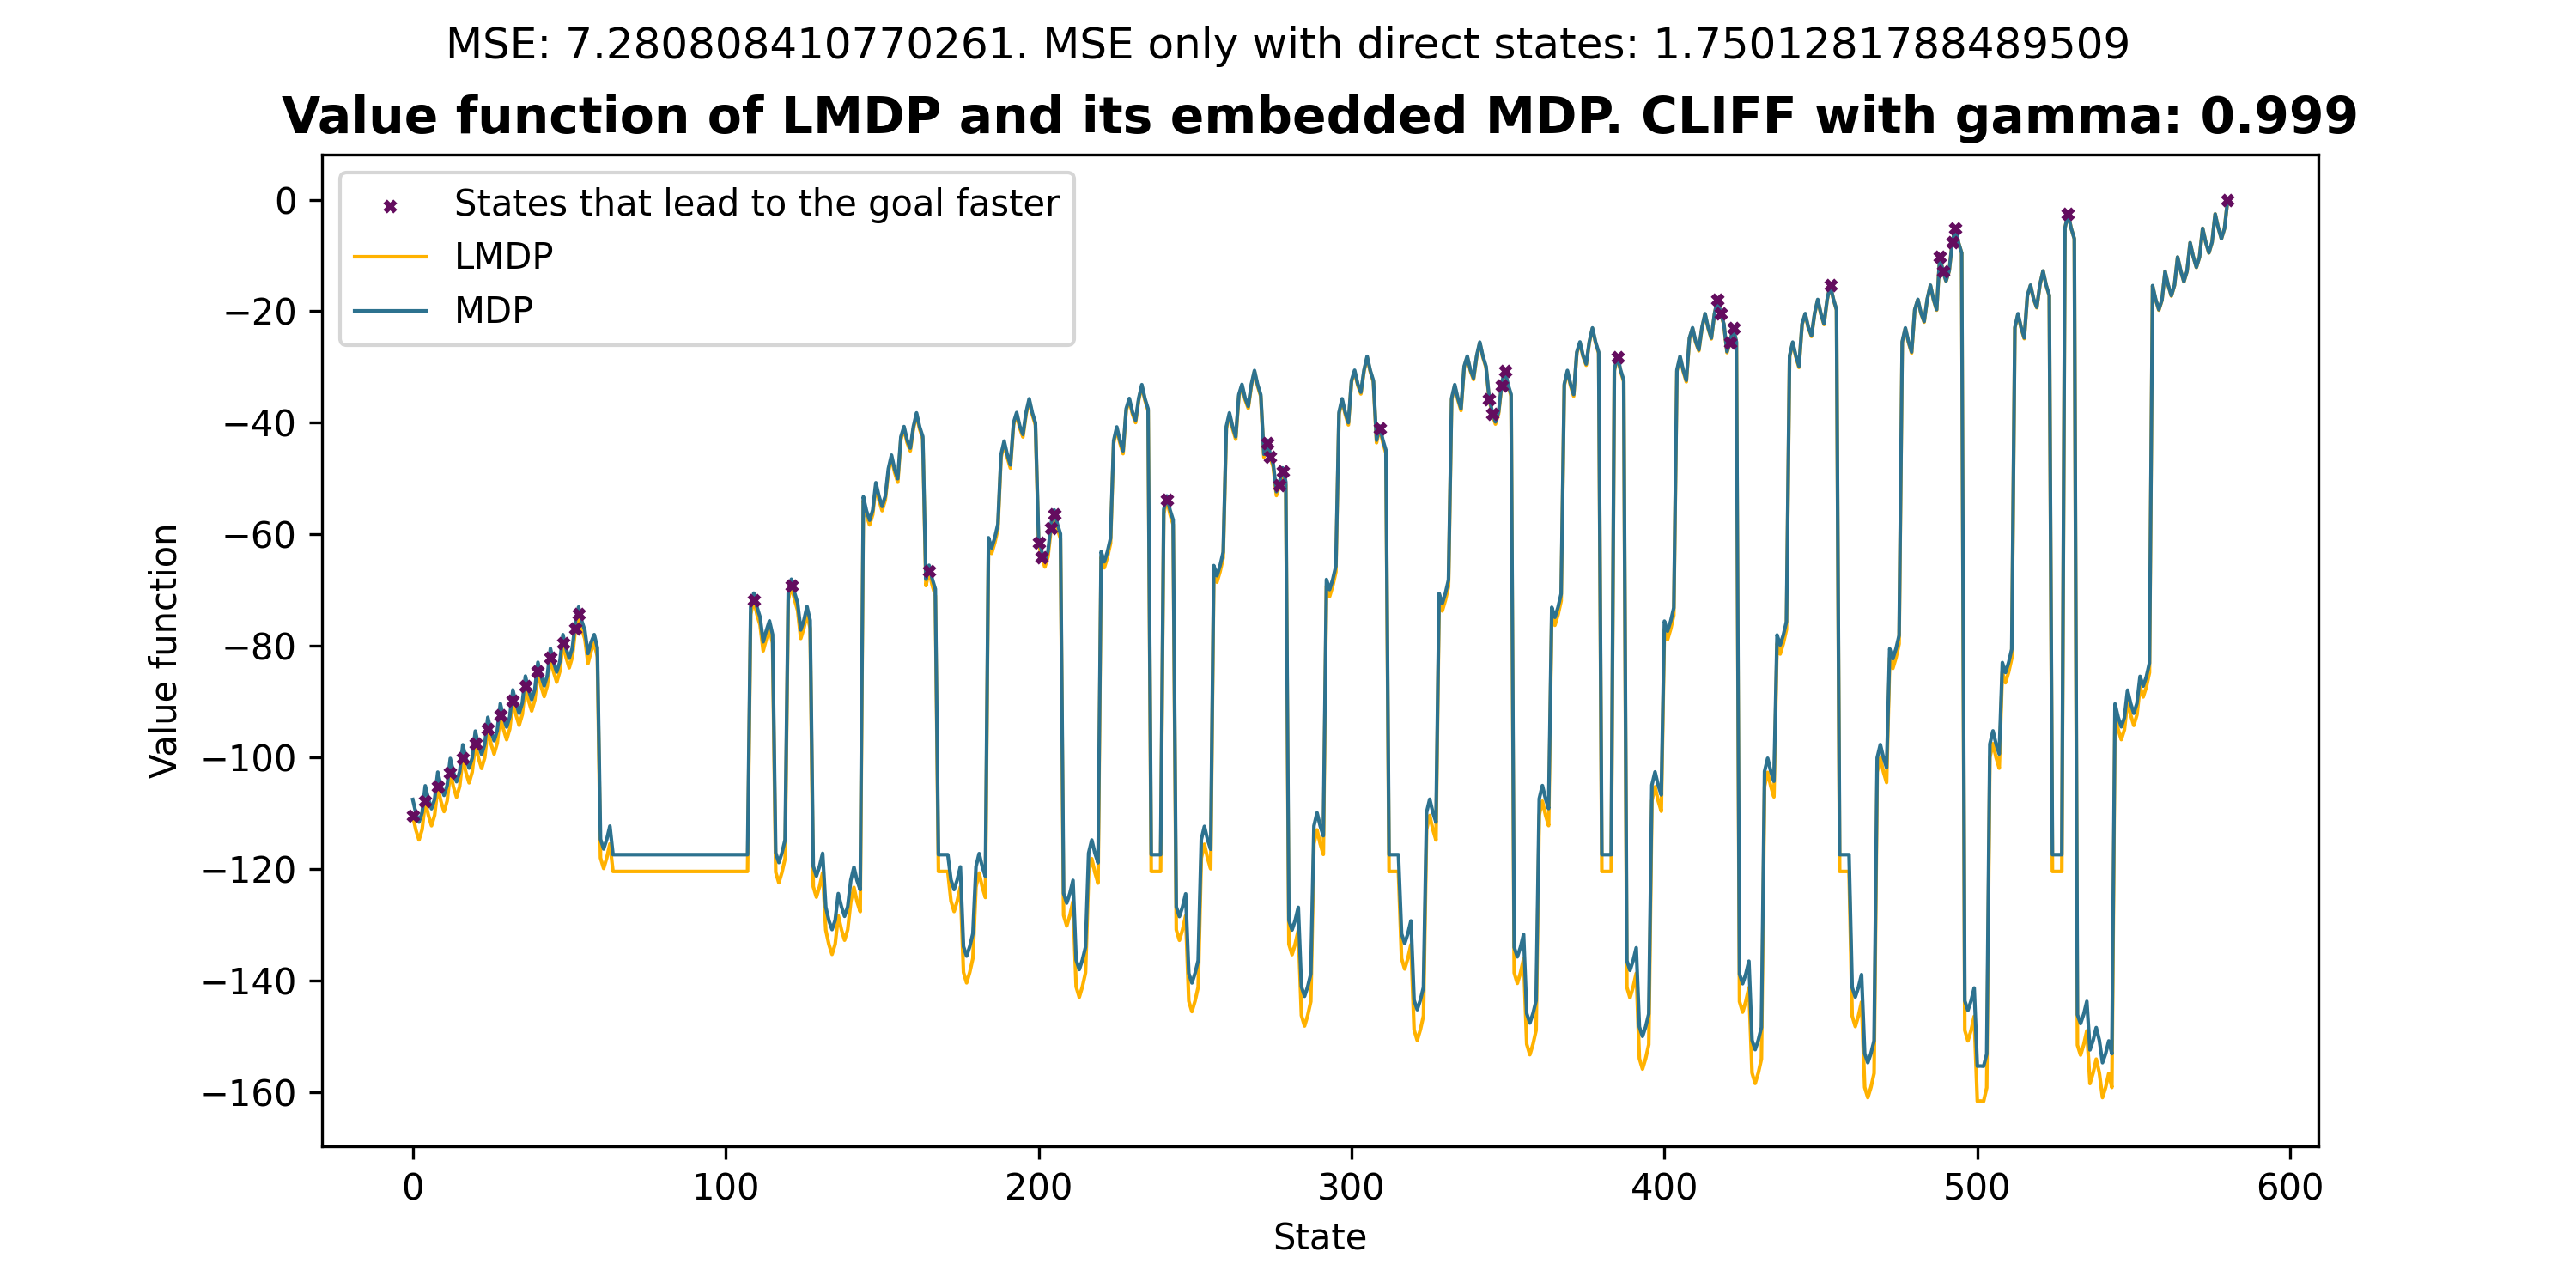 MSE: 7.280808410770261. MSE only with direct states: 1.7501281788489509
Value function of LMDP and its embedded MDP. CLIFF with gamma: 0.999
States that lead to the goal faster
LMDP
MDP
Value function
0
−20
−40
−60
−80
−100
−120
−140
−160
0 100 200 300 400 500 600
State